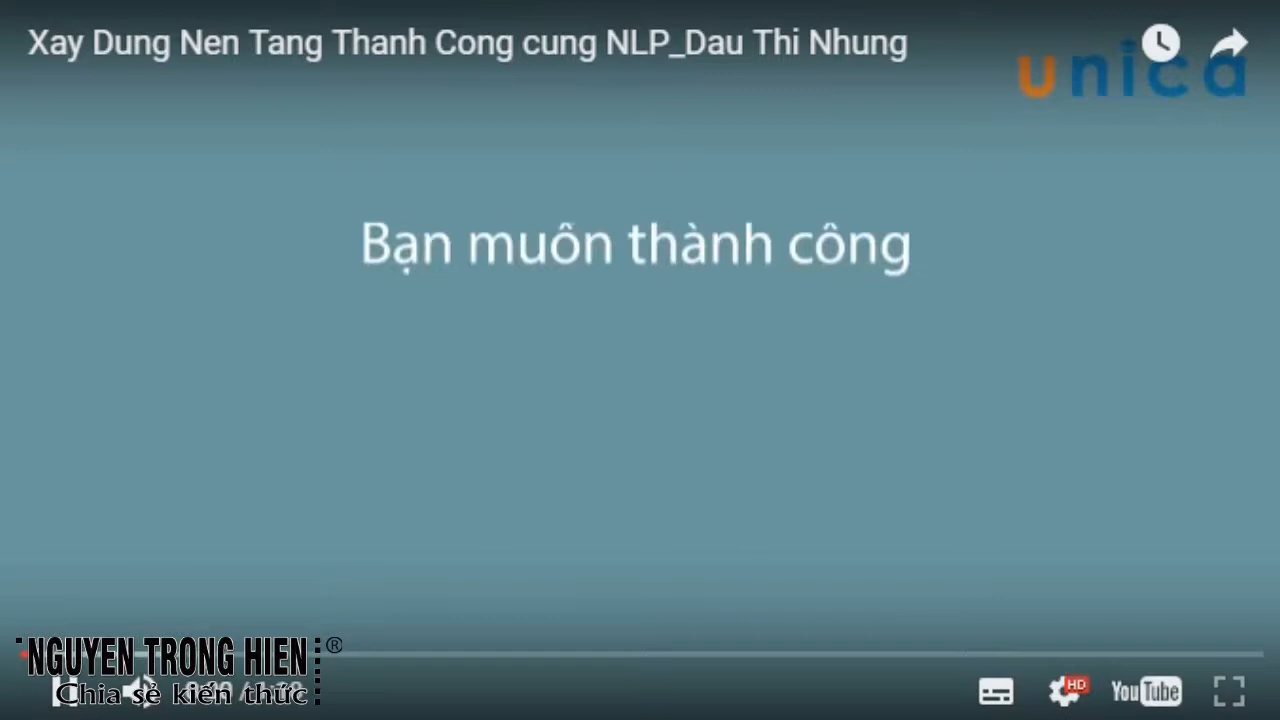 Xay Dung Nen Tang Thanh Cong cung NLP_Dau Thi Nhung
unica
Bạn muốn thành công
NGUYEN TRONG HIEN ®
Chia sẻ kiến thức
HD
YouTube